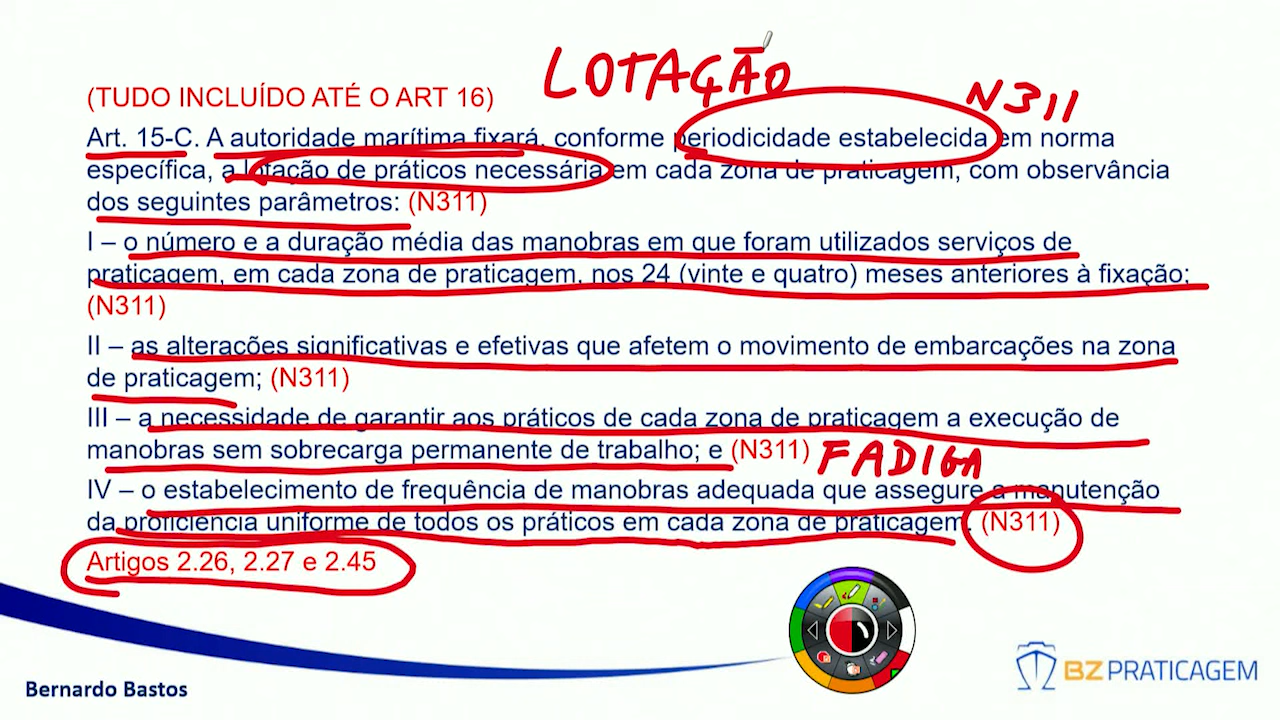 LOTAÇÃO
N311
(TUDO INCLUÍDO ATÉ O ART 16)
Art. 15-C. A autoridade marítima fixará, conforme periodicidade estabelecida em norma
específica, a lotação de práticos necessária em cada zona de praticagem, com observância
dos seguintes parâmetros: (N311)
I – o número e a duração média das manobras em que foram utilizados serviços de
praticagem, em cada zona de praticagem, nos 24 (vinte e quatro) meses anteriores à fixação;
(N311)
II – as alterações significativas e efetivas que afetem o movimento de embarcações na zona
de praticagem; (N311)
III – a necessidade de garantir aos práticos de cada zona de praticagem a execução de
manobras sem sobrecarga permanente de trabalho; e (N311) FADIGA
IV – o estabelecimento de frequência de manobras adequada que assegure a manutenção
da proficiência uniforme de todos os práticos em cada zona de praticagem. (N311)
Artigos 2.26, 2.27 e 2.45
Bernardo Bastos
BZPRATICAGEM